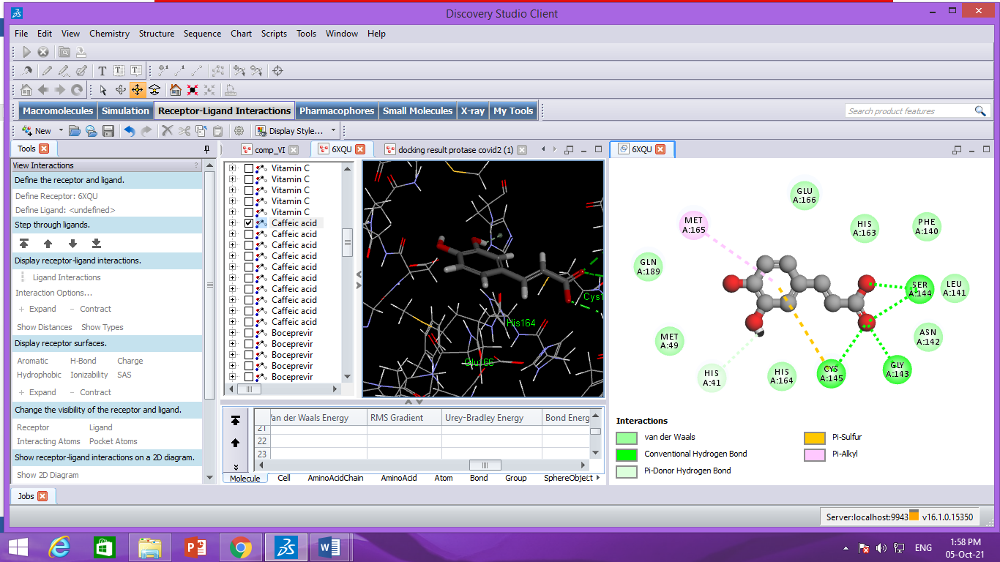 Discovery Studio Client
File Edit View Chemistry Structure Sequence Chart Scripts Tools Window Help
Macromolecules Simulation Receptor-Ligand Interactions Pharmacophores Small Molecules X-ray My Tools
Search product features
New Display Style...
Tools
comp_VI 6XQU docking result protase covid2 (1)
6XQU
View Interactions ?
Define the receptor and ligand.
Define Receptor: 6XQU
Define Ligand: <undefined>
Step through ligands.
Display receptor-ligand interactions.
Ligand Interactions
Interaction Options...
+ Expand - Contract
Show Distances Show Types
Display receptor surfaces.
Aromatic H-Bond Charge
Hydrophobic Ionizability SAS
+ Expand - Contract
Change the visibility of the receptor and ligand.
Receptor Ligand
Interacting Atoms Pocket Atoms
Show receptor-ligand interactions on a 2D diagram.
Show 2D Diagram
Vitamin C
Vitamin C
Vitamin C
Vitamin C
Vitamin C
Caffeic acid
Caffeic acid
Caffeic acid
Caffeic acid
Caffeic acid
Caffeic acid
Caffeic acid
Caffeic acid
Caffeic acid
Caffeic acid
Boceprevir
Boceprevir
Boceprevir
Boceprevir
Boceprevir
His164
Glu166
Van der Waals Energy RMS Gradient Urey-Bradley Energy Bond Energ
21
22
23
Molecule Cell AminoAcidChain AminoAcid Atom Bond Group SphereObject
GLU
A:166
MET
A:165
HIS
A:163
PHE
A:140
GLN
A:189
SER
A:144
LEU
A:141
MET
A:49
ASN
A:142
HIS
A:41
HIS
A:164
CYS
A:145
GLY
A:143
Interactions
van der Waals
Conventional Hydrogen Bond
Pi-Donor Hydrogen Bond
Pi-Sulfur
Pi-Alkyl
Jobs
Server:localhost:9943 v16.1.0.15350
ENG
1:58 PM
05-Oct-21